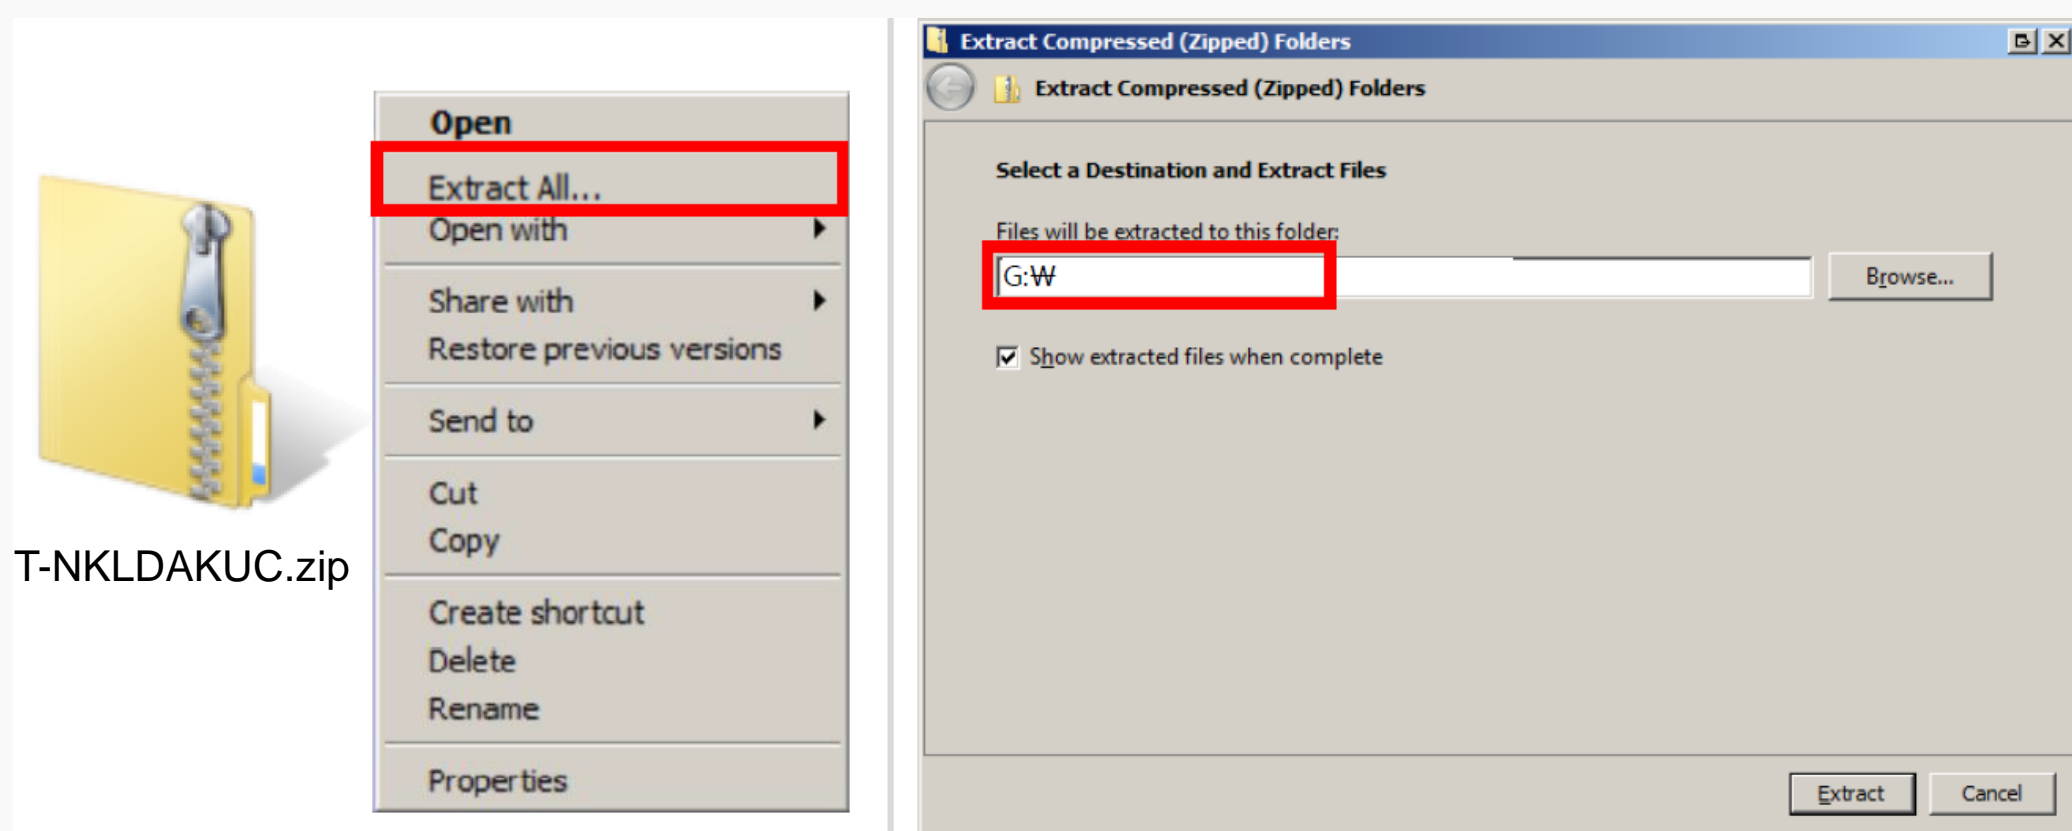 T-NKLDAKUC.zip
Open
Extract All...
Open with
Share with
Restore previous versions
Send to
Cut
Copy
Create shortcut
Delete
Rename
Properties
Extract Compressed (Zipped) Folders
Extract Compressed (Zipped) Folders
Select a Destination and Extract Files
Files will be extracted to this folder:
G:₩
Browse...
Show extracted files when complete
Extract
Cancel